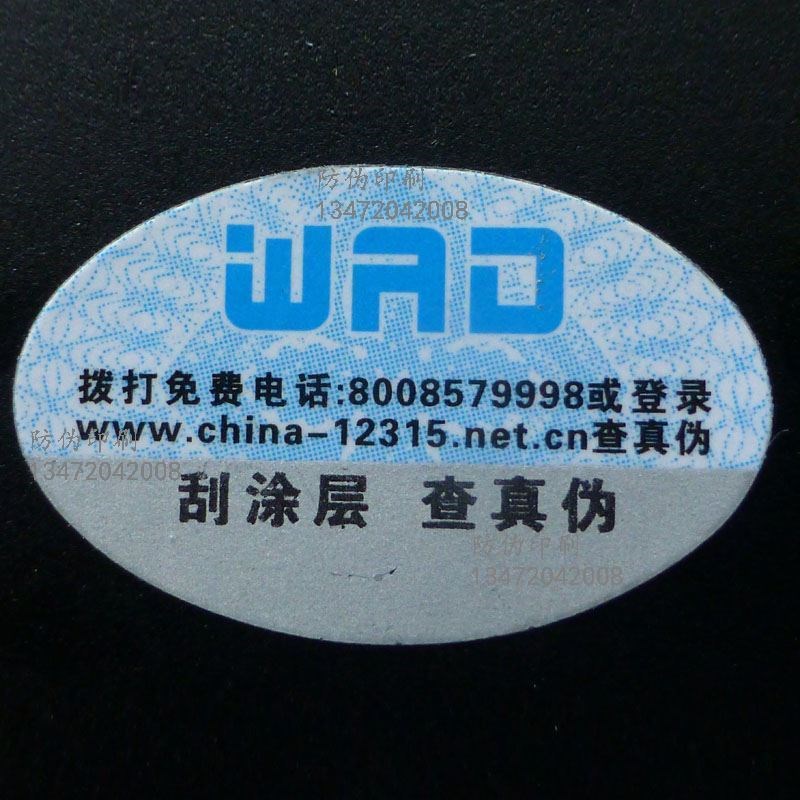 防伪印刷
13472042008
WAD
拨打免费电话:8008579998或登录
www.china-12315.net.cn查真伪
防伪印刷
13472042008
刮涂层 查真伪
防伪印刷
13472042008